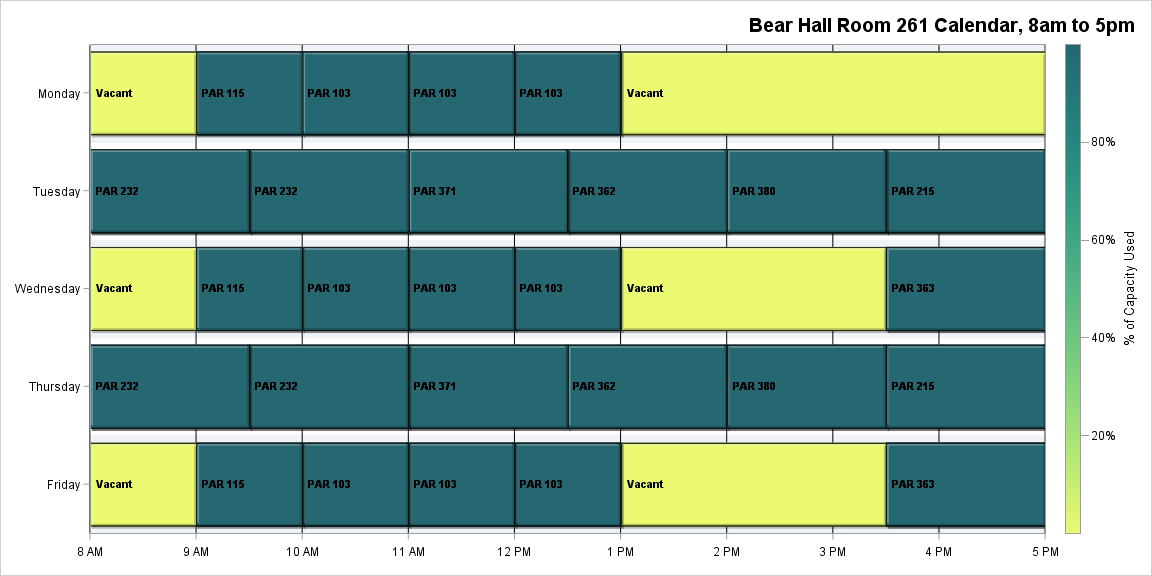 Bear Hall Room 261 Calendar, 8am to 5pm
Monday
Vacant
PAR 115
PAR 103
PAR 103
PAR 103
Vacant
Tuesday
PAR 232
PAR 232
PAR 371
PAR 362
PAR 380
PAR 215
Wednesday
Vacant
PAR 115
PAR 103
PAR 103
PAR 103
Vacant
PAR 363
Thursday
PAR 232
PAR 232
PAR 371
PAR 362
PAR 380
PAR 215
Friday
Vacant
PAR 115
PAR 103
PAR 103
PAR 103
Vacant
PAR 363
8 AM
9 AM
10 AM
11 AM
12 PM
1 PM
2 PM
3 PM
4 PM
5 PM
80%
60%
40%
20%
% of Capacity Used